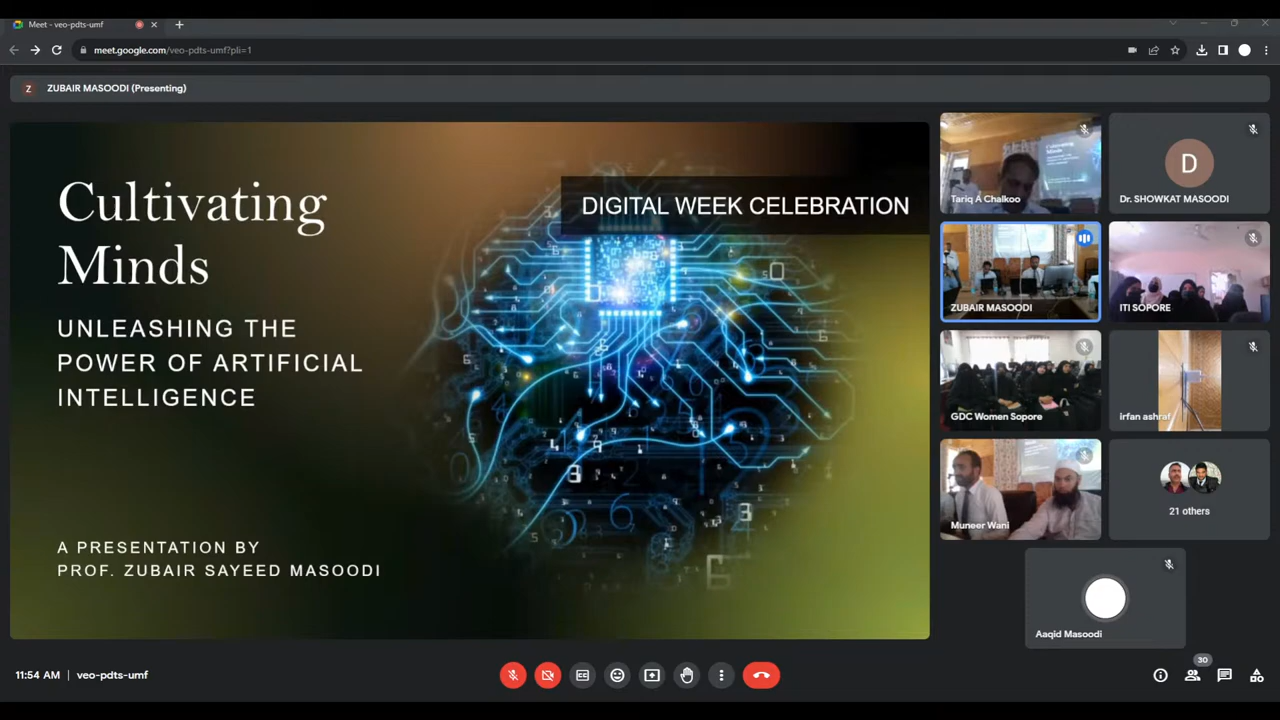 Meet - veo-pdts-umf
meet.google.com/veo-pdts-umf?pli=1
Z
ZUBAIR MASOODI (Presenting)
Cultivating
Minds
UNLEASHING THE
POWER OF ARTIFICIAL
INTELLIGENCE
DIGITAL WEEK CELEBRATION
A PRESENTATION BY
PROF. ZUBAIR SAYEED MASOODI
Cultivating
Minds
Tariq A Chalkoo
D
Dr. SHOWKAT MASOODI
ZUBAIR MASOODI
ITI SOPORE
GDC Women Sopore
irfan ashraf
Muneer Wani
21 others
Aaqid Masoodi
11:54 AM | veo-pdts-umf
30